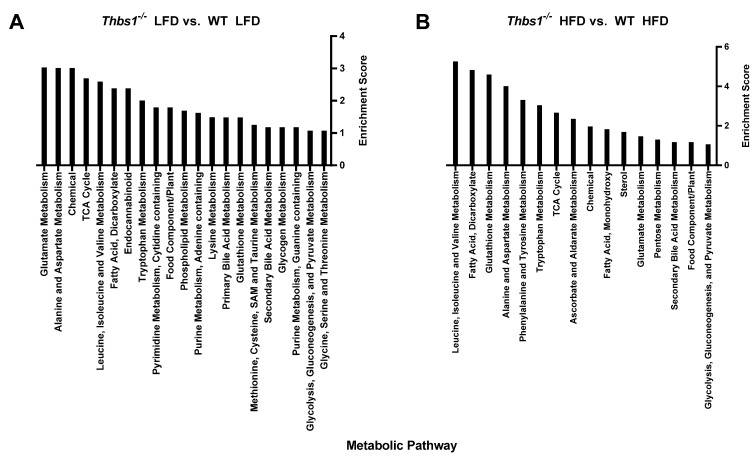 A
Thbs1-/- LFD vs. WT LFD
4
3
2
1
0
Enrichment Score
Glutamate Metabolism
Alanine and Aspartate Metabolism
Chemical
TCA Cycle
Leucine, Isoleucine and Valine Metabolism
Fatty Acid, Dicarboxylate
Endocannabinoid
Tryptophan Metabolism
Pyrimidine Metabolism, Cytidine containing
Food Component/Plant
Phospholipid Metabolism
Purine Metabolism, Adenine containing
Lysine Metabolism
Primary Bile Acid Metabolism
Glutathione Metabolism
Methionine, Cysteine, SAM and Taurine Metabolism
Secondary Bile Acid Metabolism
Glycogen Metabolism
Purine Metabolism, Guanine containing
Glycolysis, Gluconeogenesis, and Pyruvate Metabolism
Glycine, Serine and Threonine Metabolism
B
Thbs1-/- HFD vs. WT HFD
6
4
2
0
Enrichment Score
Leucine, Isoleucine and Valine Metabolism
Fatty Acid, Dicarboxylate
Glutathione Metabolism
Alanine and Aspartate Metabolism
Phenylalanine and Tyrosine Metabolism
Tryptophan Metabolism
TCA Cycle
Ascorbate and Aldarate Metabolism
Chemical
Fatty Acid, Monohydroxy
Sterol
Glutamate Metabolism
Pentose Metabolism
Secondary Bile Acid Metabolism
Food Component/Plant
Glycolysis, Gluconeogenesis, and Pyruvate Metabolism
Metabolic Pathway